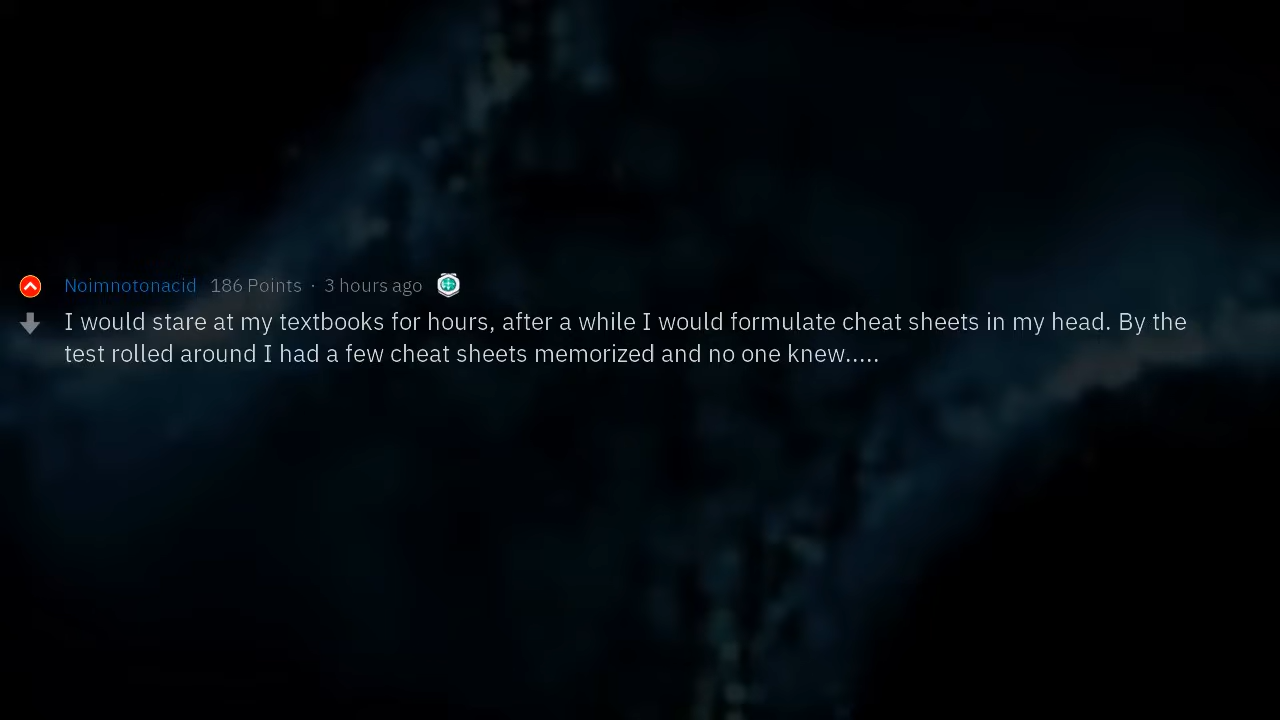 Noimnotonacid 186 Points · 3 hours ago
I would stare at my textbooks for hours, after a while I would formulate cheat sheets in my head. By the
test rolled around I had a few cheat sheets memorized and no one knew.....